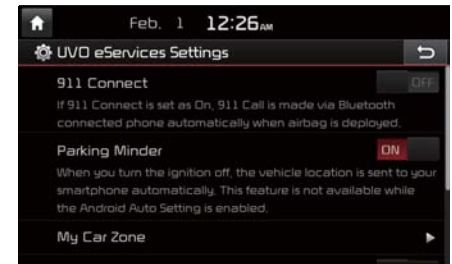 Feb. 1 12:26AM
UVO eServices Settings
911 Connect OFF
If 911 Connect is set as On, 911 Call is made via Bluetooth
connected phone automatically when airbag is deployed.
Parking Minder ON
When you turn the ignition off, the vehicle location is sent to your
smartphone automatically. This feature is not available while
the Android Auto Setting is enabled.
My Car Zone